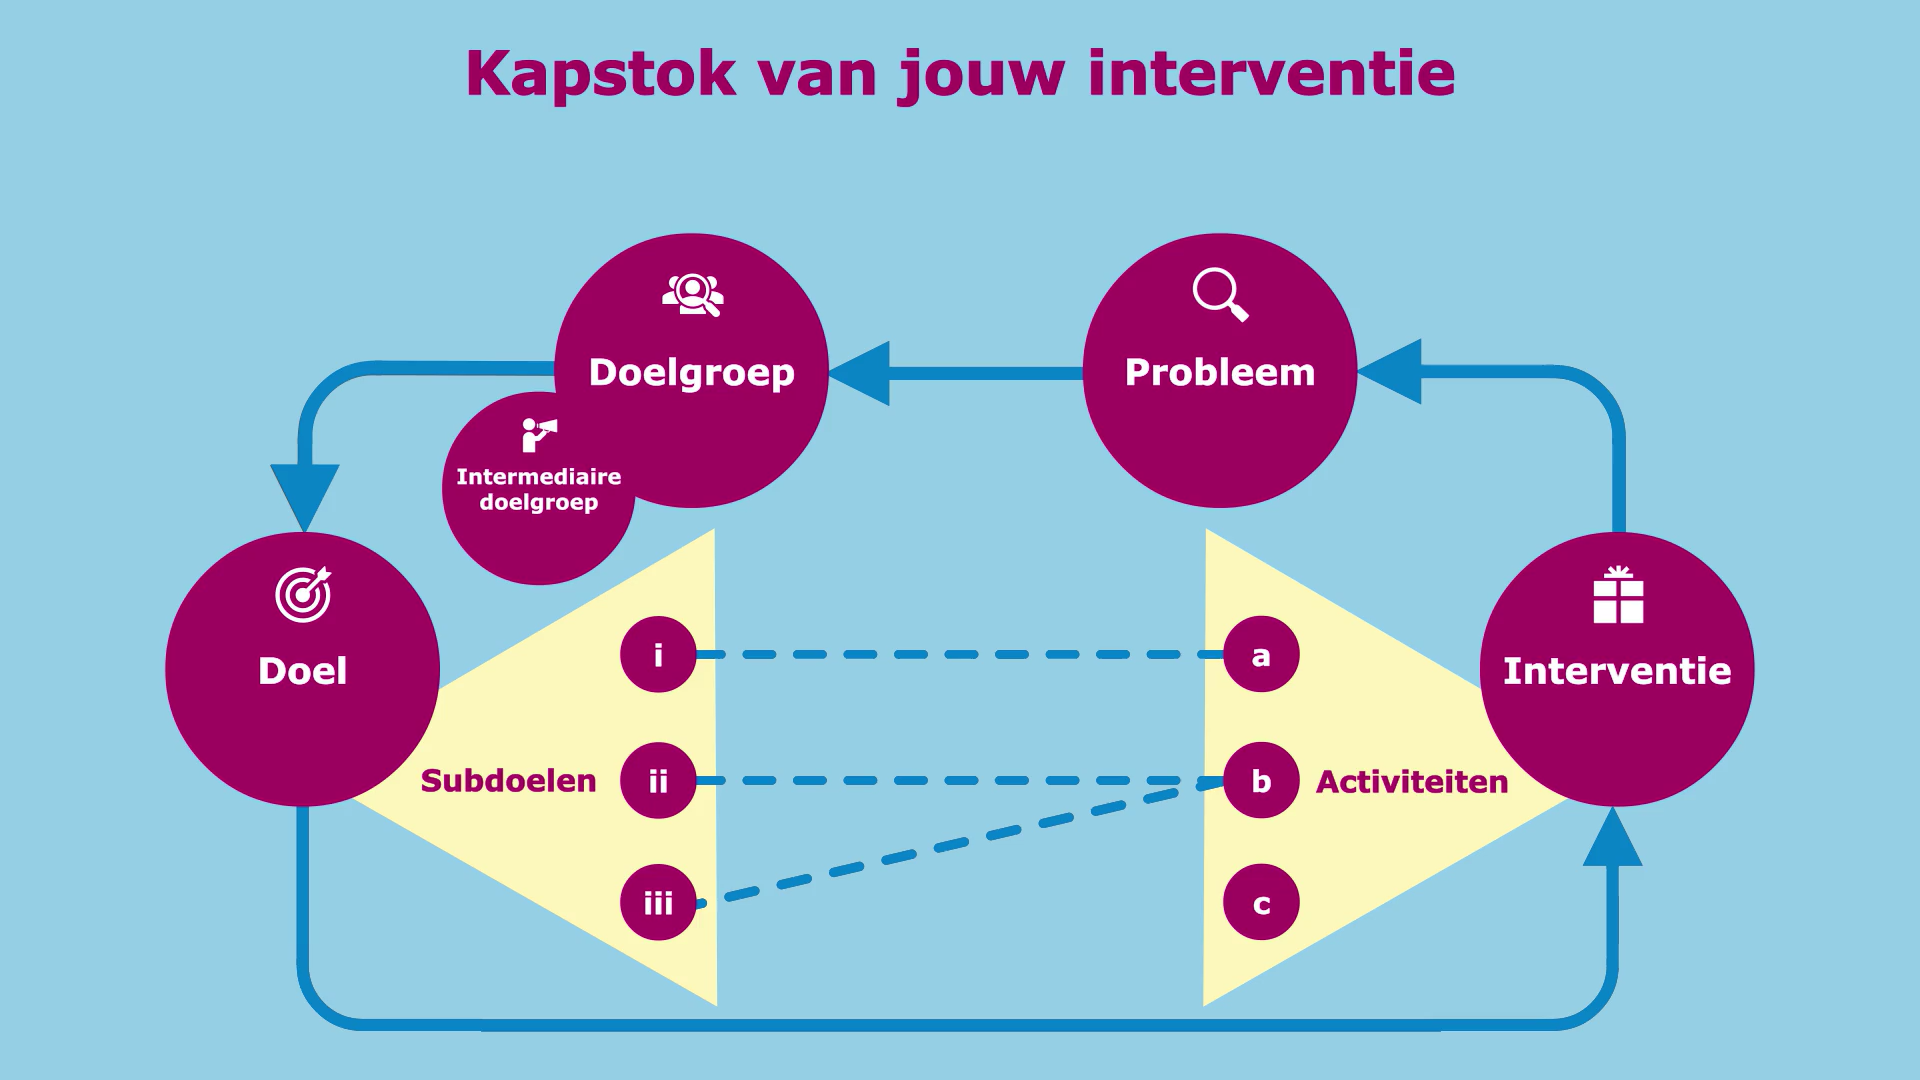 Kapstok van jouw interventie
Doelgroep
Probleem
Intermediaire
doelgroep
Doel
Interventie
i
a
Subdoelen
ii
b
Activiteiten
iii
c